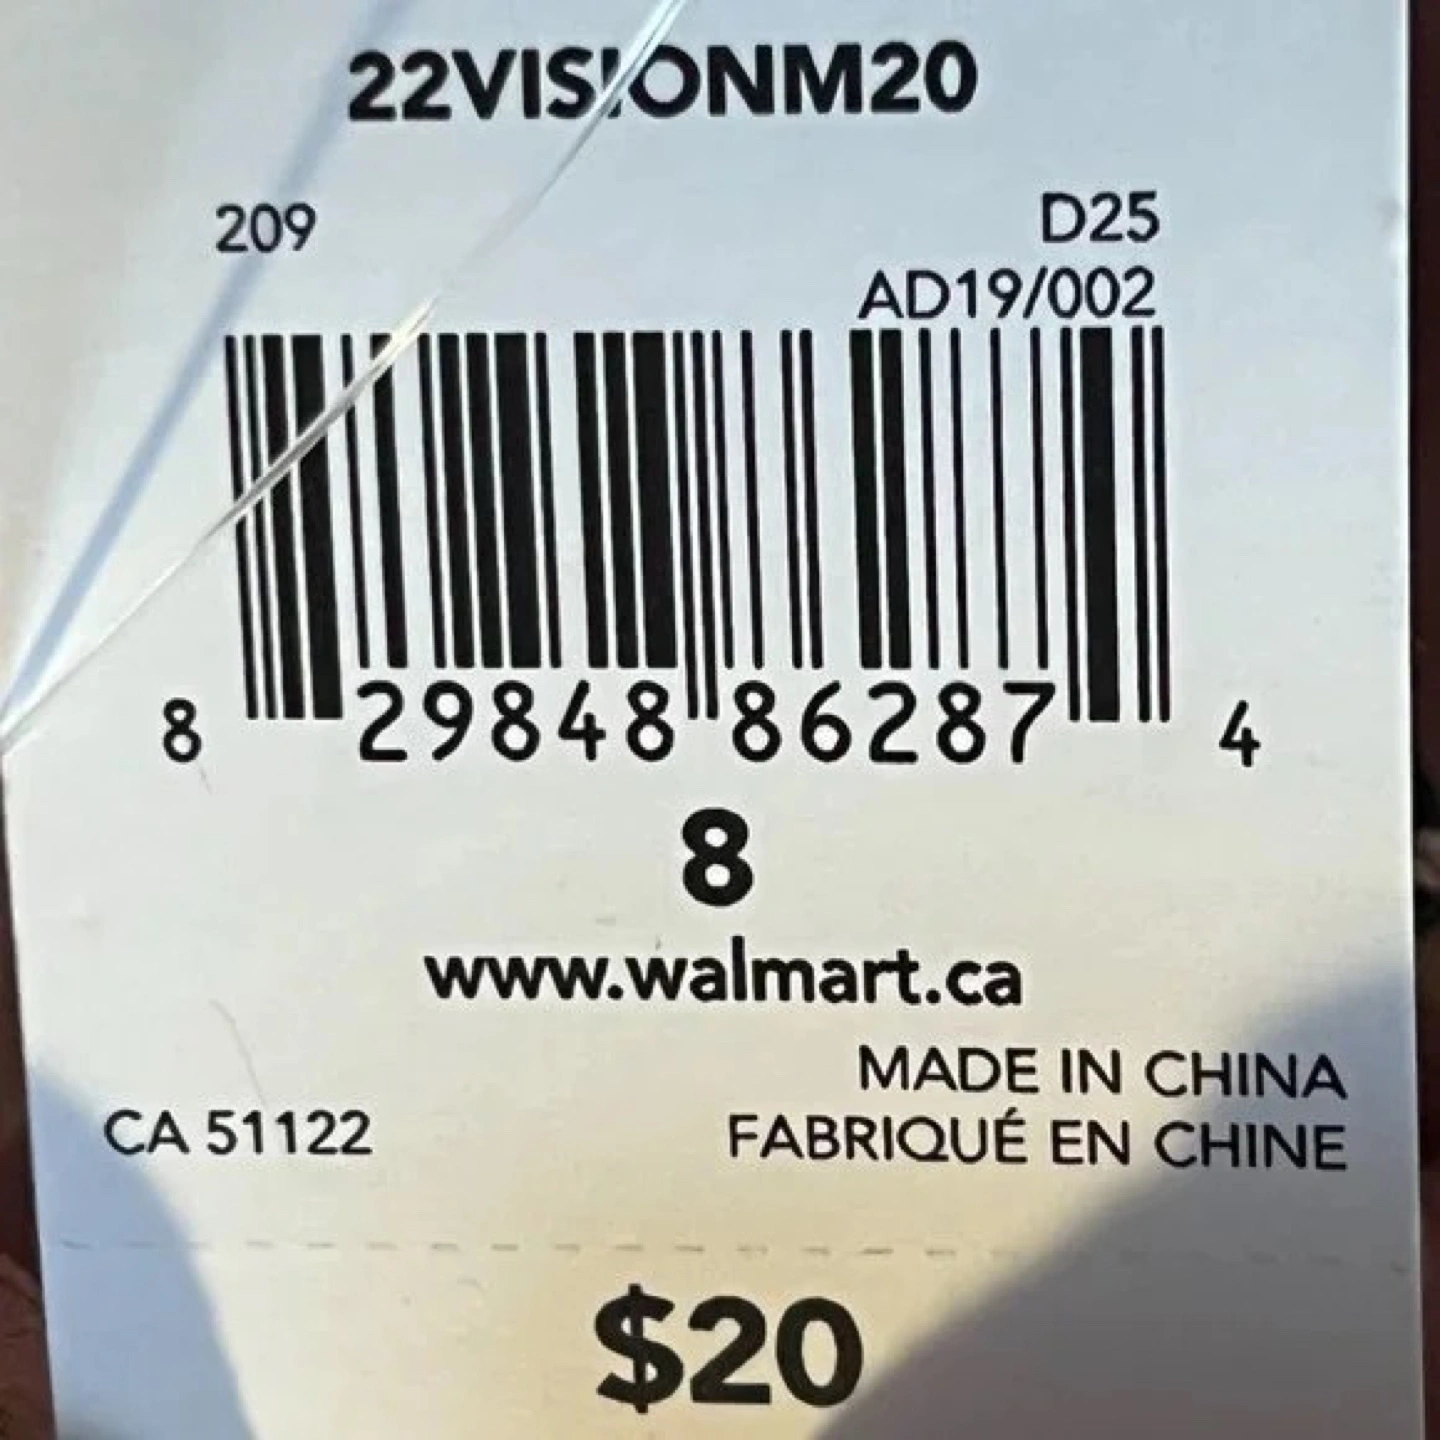 22VISIONM20
209 D25
AD19/002
8 29848 86287 4
8
www.walmart.ca
MADE IN CHINA
CA 51122 FABRIQUÉ EN CHINE
$20